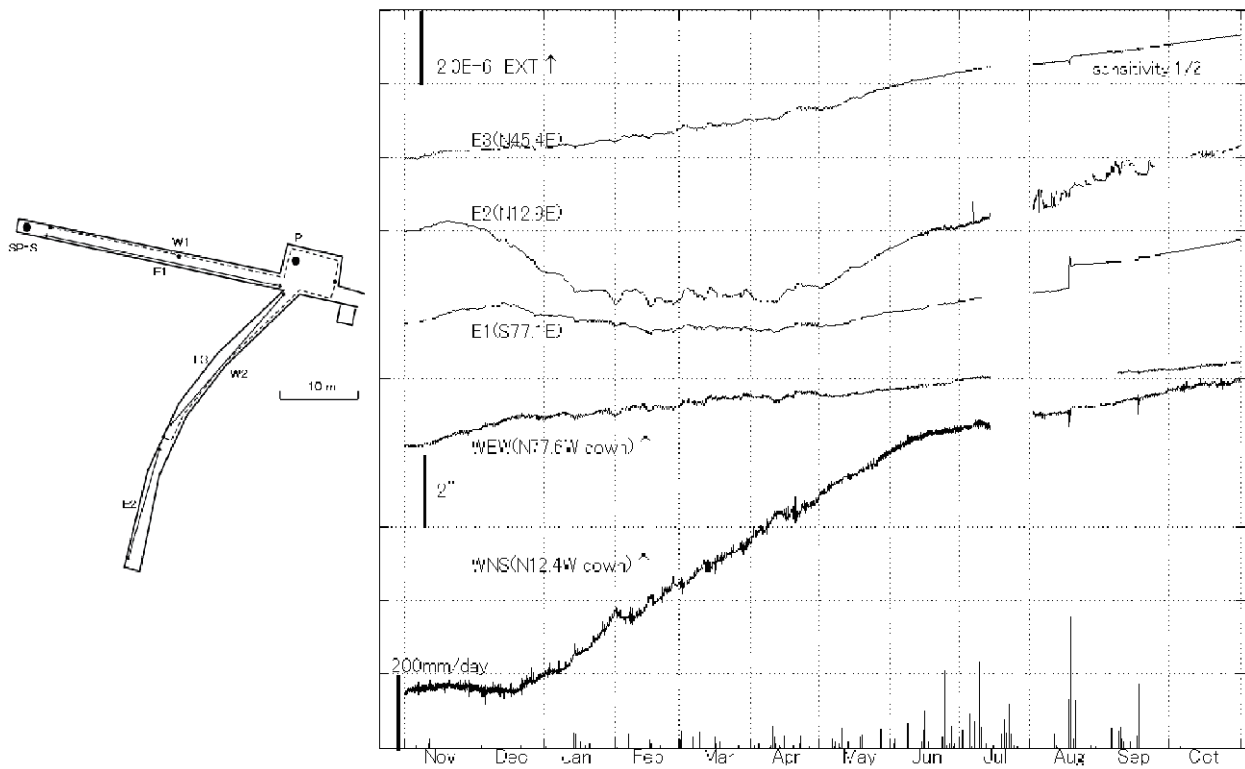 2.0E-6 EXT ↑
sensitivity 1/2
E3(N45.4E)
E2(N12.9E)
E1(S77.1E)
WEW(N77.6W down) ^
2"
WNS(N12.4W down) ^
200mm/day
Nov Dec Jan Feb Mar Apr May Jun Jul Aug Sep Oct
P
W1
E1
E3
W2
10 m
E2